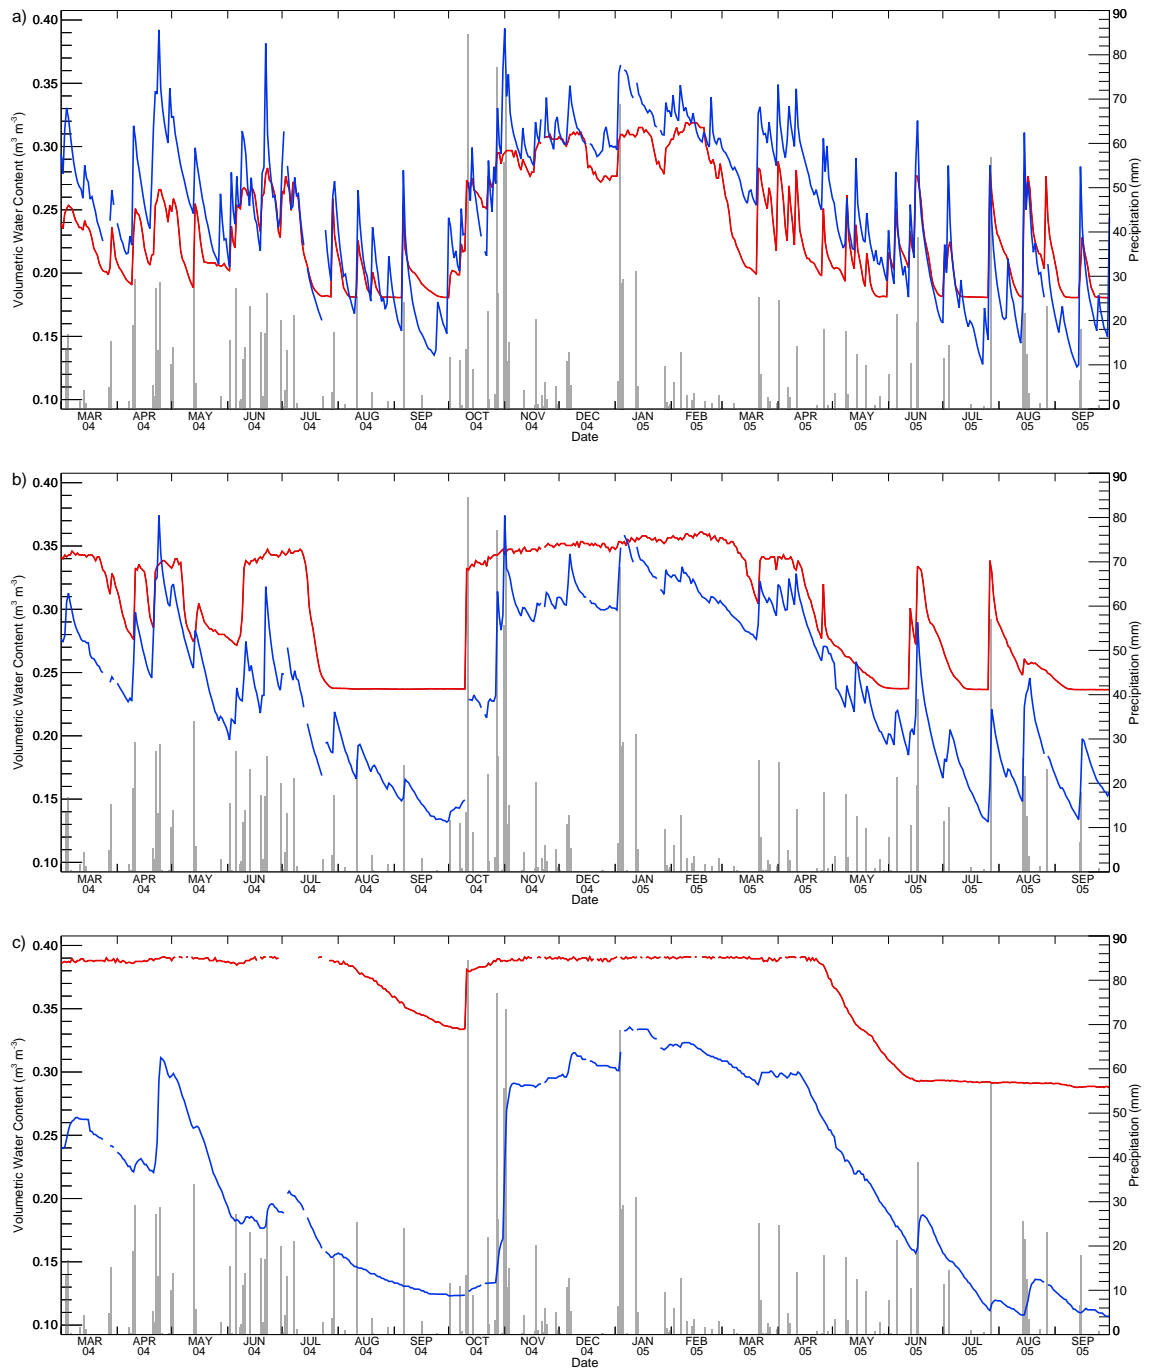 a)
0.40
0.35
0.30
0.25
0.20
0.15
0.10
Volumetric Water Content (m³ m⁻³)
90
80
70
60
50
40
30
20
10
0
Precipitation (mm)
MAR APR MAY JUN JUL AUG SEP OCT NOV DEC JAN FEB MAR APR MAY JUN JUL AUG SEP
04 04 04 04 04 04 04 04 04 04 05 05 05 05 05 05 05 05 05
Date
b)
0.40
0.35
0.30
0.25
0.20
0.15
0.10
Volumetric Water Content (m³ m⁻³)
90
80
70
60
50
40
30
20
10
0
Precipitation (mm)
MAR APR MAY JUN JUL AUG SEP OCT NOV DEC JAN FEB MAR APR MAY JUN JUL AUG SEP
04 04 04 04 04 04 04 04 04 04 05 05 05 05 05 05 05 05 05
Date
c)
0.40
0.35
0.30
0.25
0.20
0.15
0.10
Volumetric Water Content (m³ m⁻³)
90
80
70
60
50
40
30
20
10
0
Precipitation (mm)
MAR APR MAY JUN JUL AUG SEP OCT NOV DEC JAN FEB MAR APR MAY JUN JUL AUG SEP
04 04 04 04 04 04 04 04 04 04 05 05 05 05 05 05 05 05 05
Date